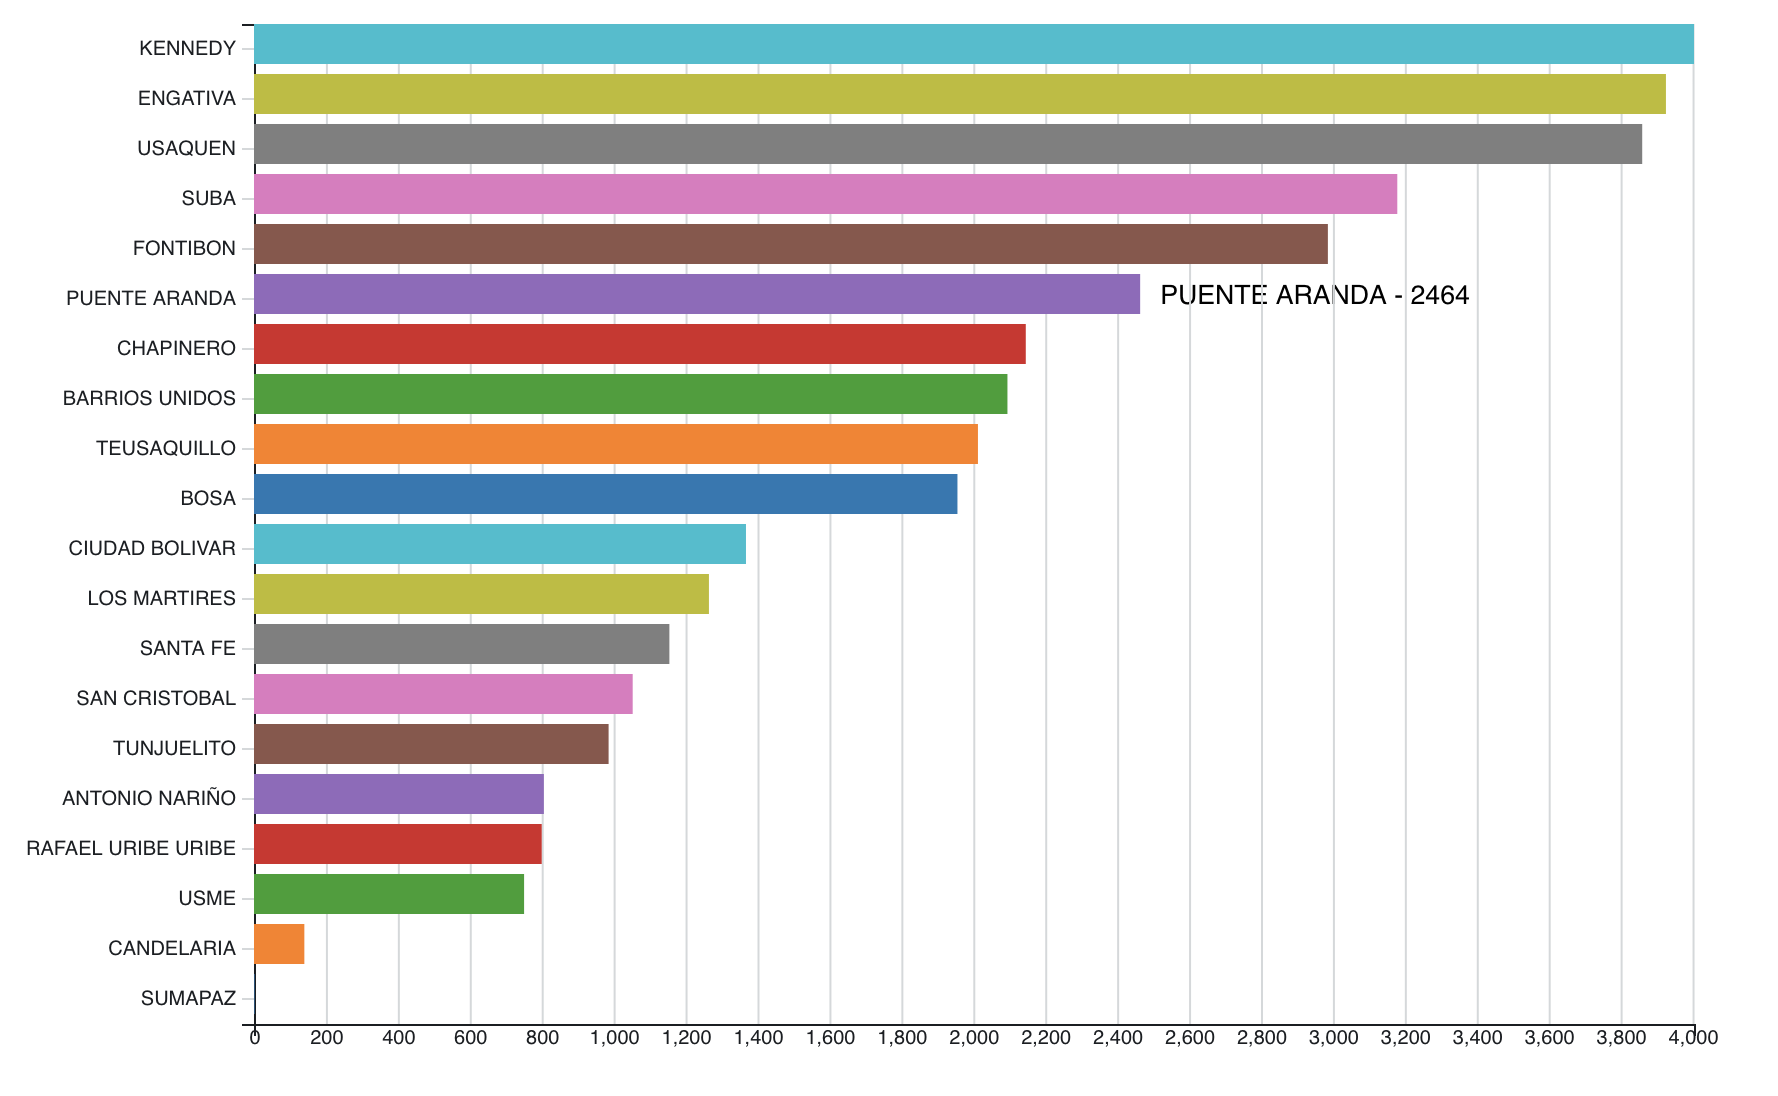 KENNEDY
ENGATIVA
USAQUEN
SUBA
FONTIBON
PUENTE ARANDA
PUENTE ARANDA - 2464
CHAPINERO
BARRIOS UNIDOS
TEUSAQUILLO
BOSA
CIUDAD BOLIVAR
LOS MARTIRES
SANTA FE
SAN CRISTOBAL
TUNJUELITO
ANTONIO NARIÑO
RAFAEL URIBE URIBE
USME
CANDELARIA
SUMAPAZ
0 200 400 600 800 1,000 1,200 1,400 1,600 1,800 2,000 2,200 2,400 2,600 2,800 3,000 3,200 3,400 3,600 3,800 4,000